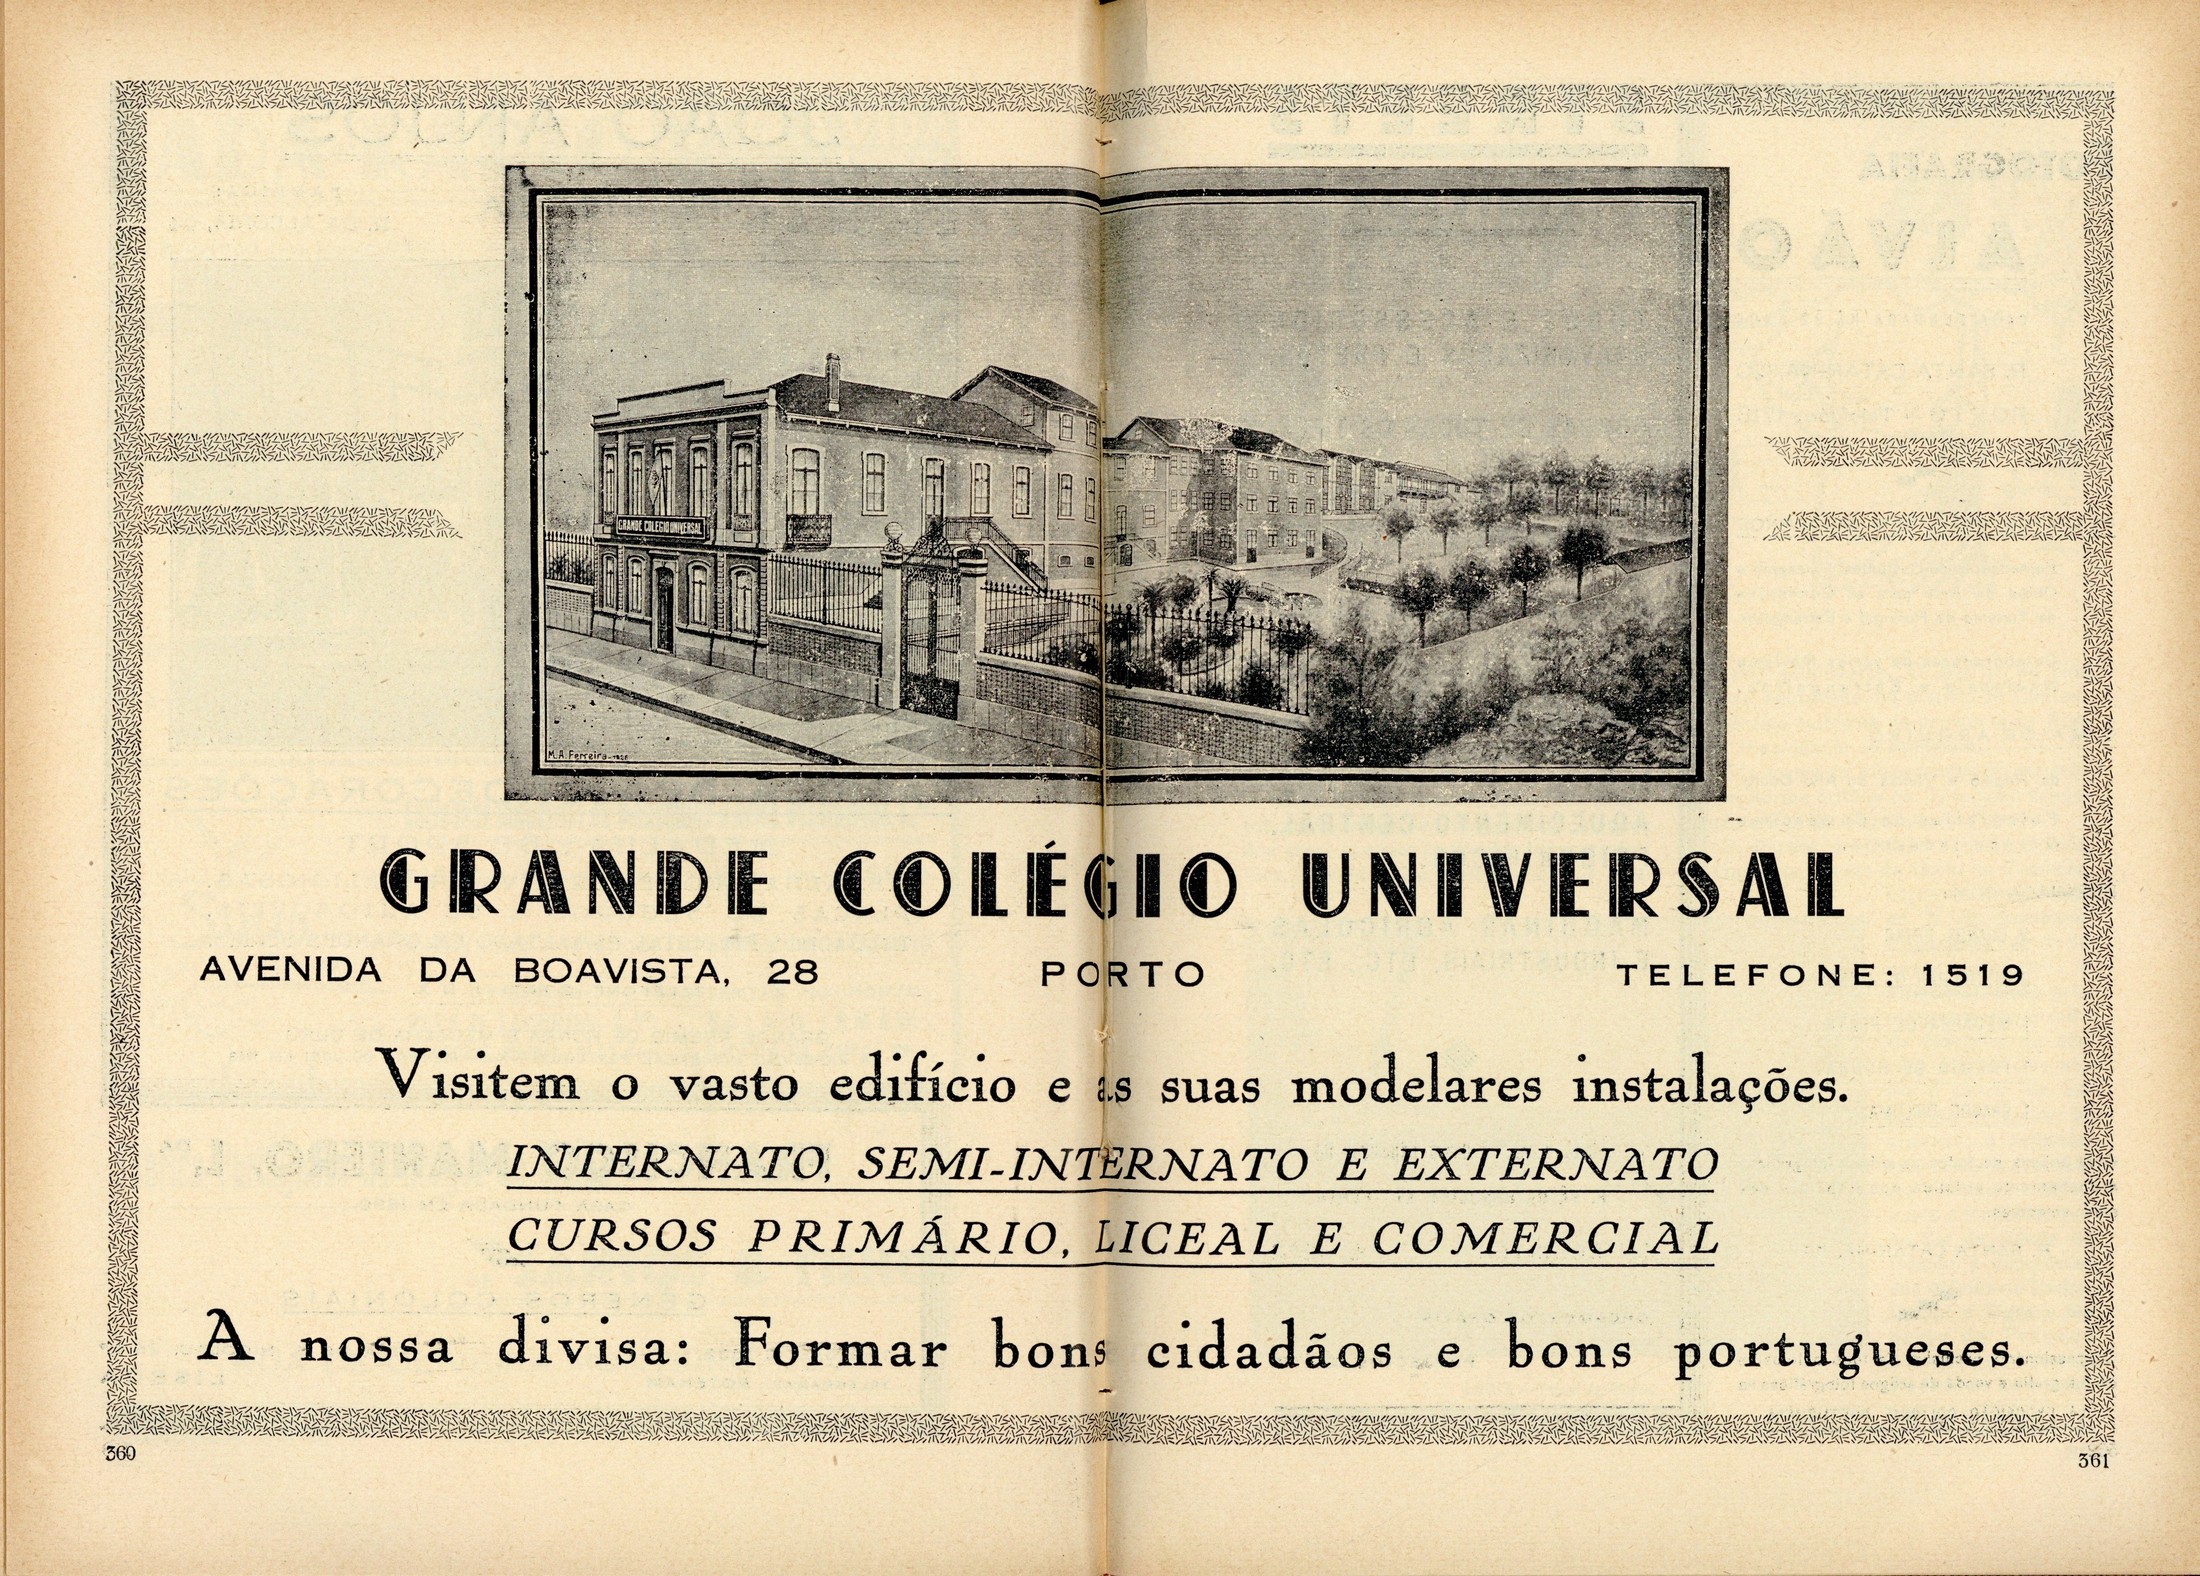 GRANDE COLEGIO UNIVERSAL
M. A. Ferreira
GRANDE COLÉGIO UNIVERSAL
AVENIDA DA BOAVISTA, 28 PORTO TELEFONE: 1519
Visitem o vasto edifício e as suas modelares instalações.
INTERNATO, SEMI-INTERNATO E EXTERNATO
CURSOS PRIMÁRIO, LICEAL E COMERCIAL
A nossa divisa: Formar bons cidadãos e bons portugueses.
360
361